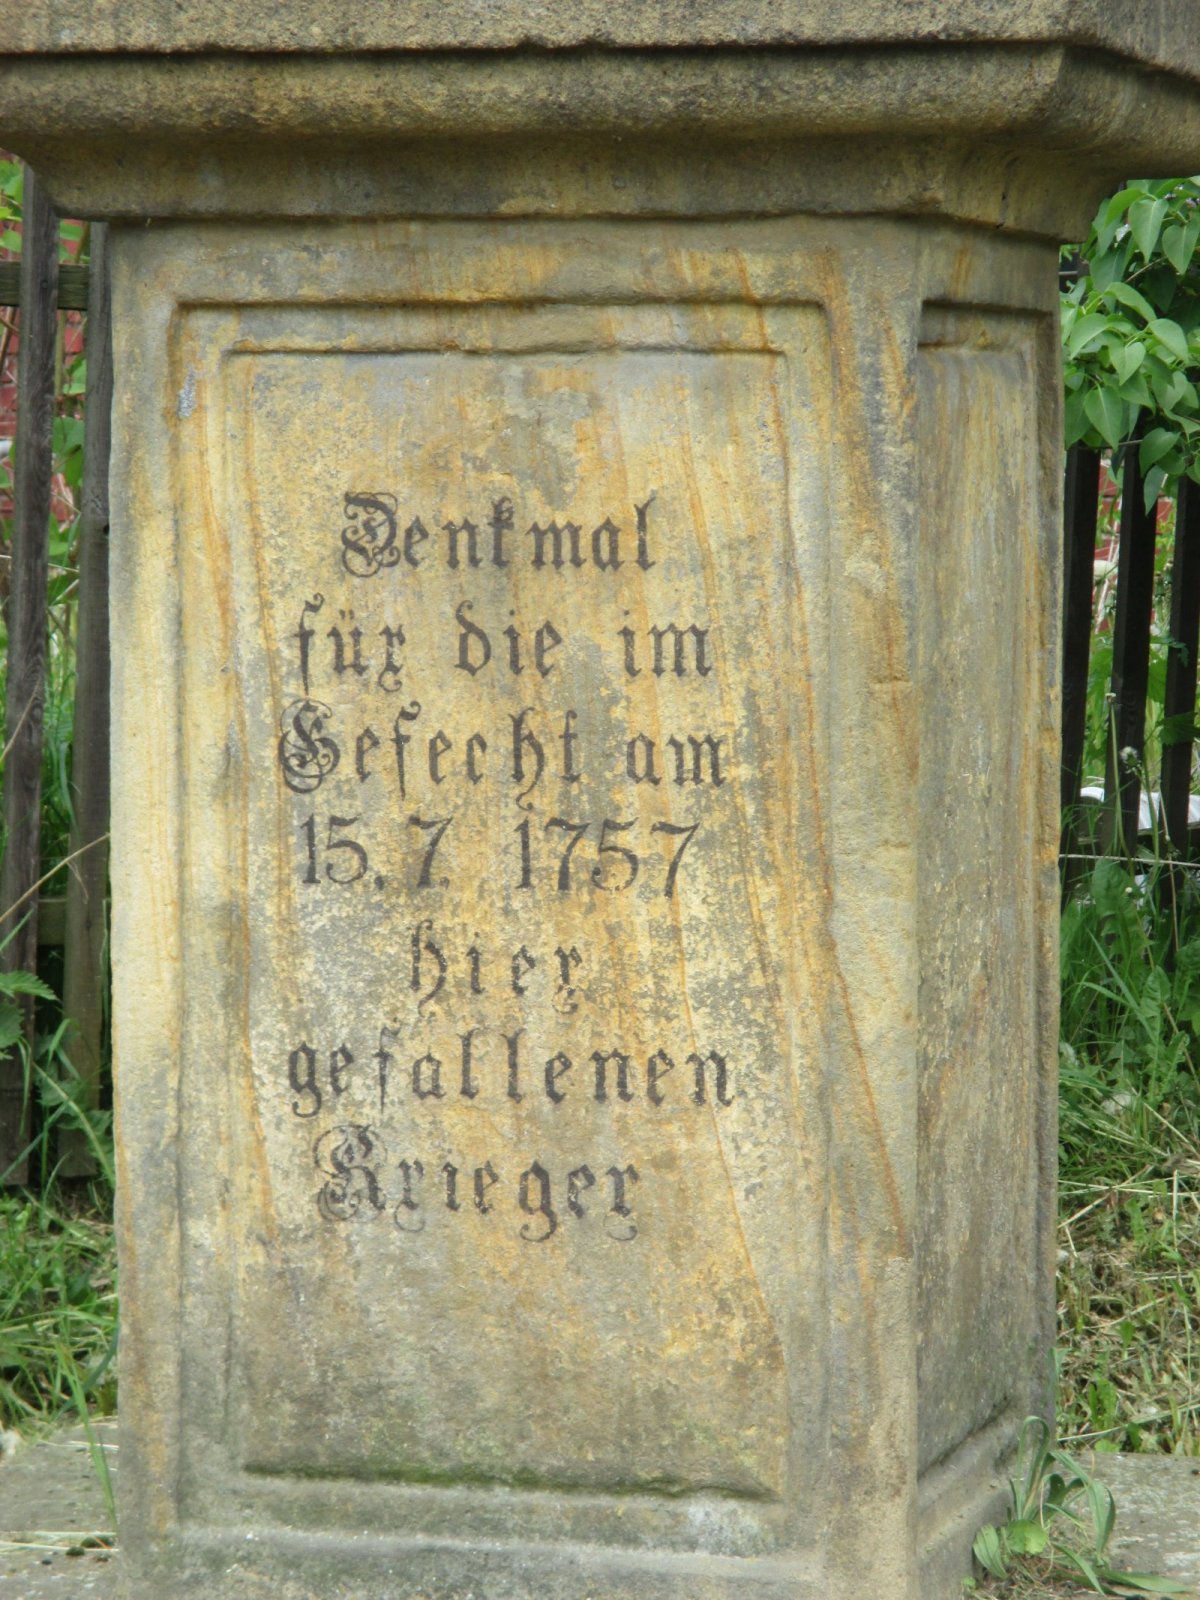 Denkmal
für die im
Gefecht am
15. 7. 1757
hier
gefallenen
Krieger